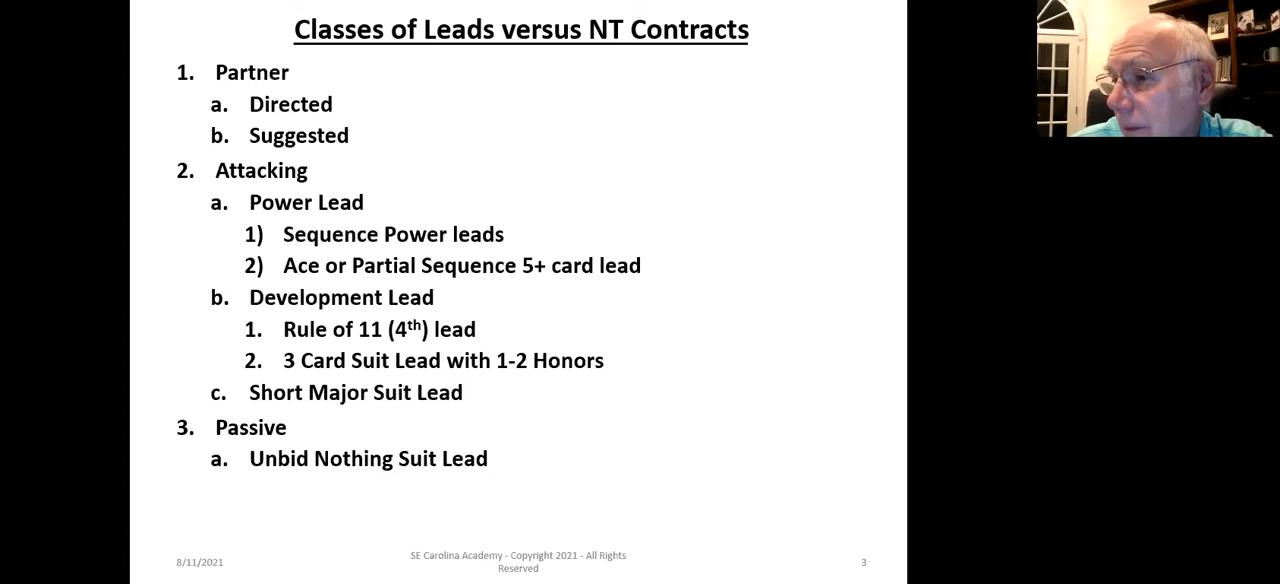 Classes of Leads versus NT Contracts
1. Partner
a. Directed
b. Suggested
2. Attacking
a. Power Lead
1) Sequence Power leads
2) Ace or Partial Sequence 5+ card lead
b. Development Lead
1. Rule of 11 (4th) lead
2. 3 Card Suit Lead with 1-2 Honors
c. Short Major Suit Lead
3. Passive
a. Unbid Nothing Suit Lead
8/11/2021
SE Carolina Academy - Copyright 2021 - All Rights
Reserved
3